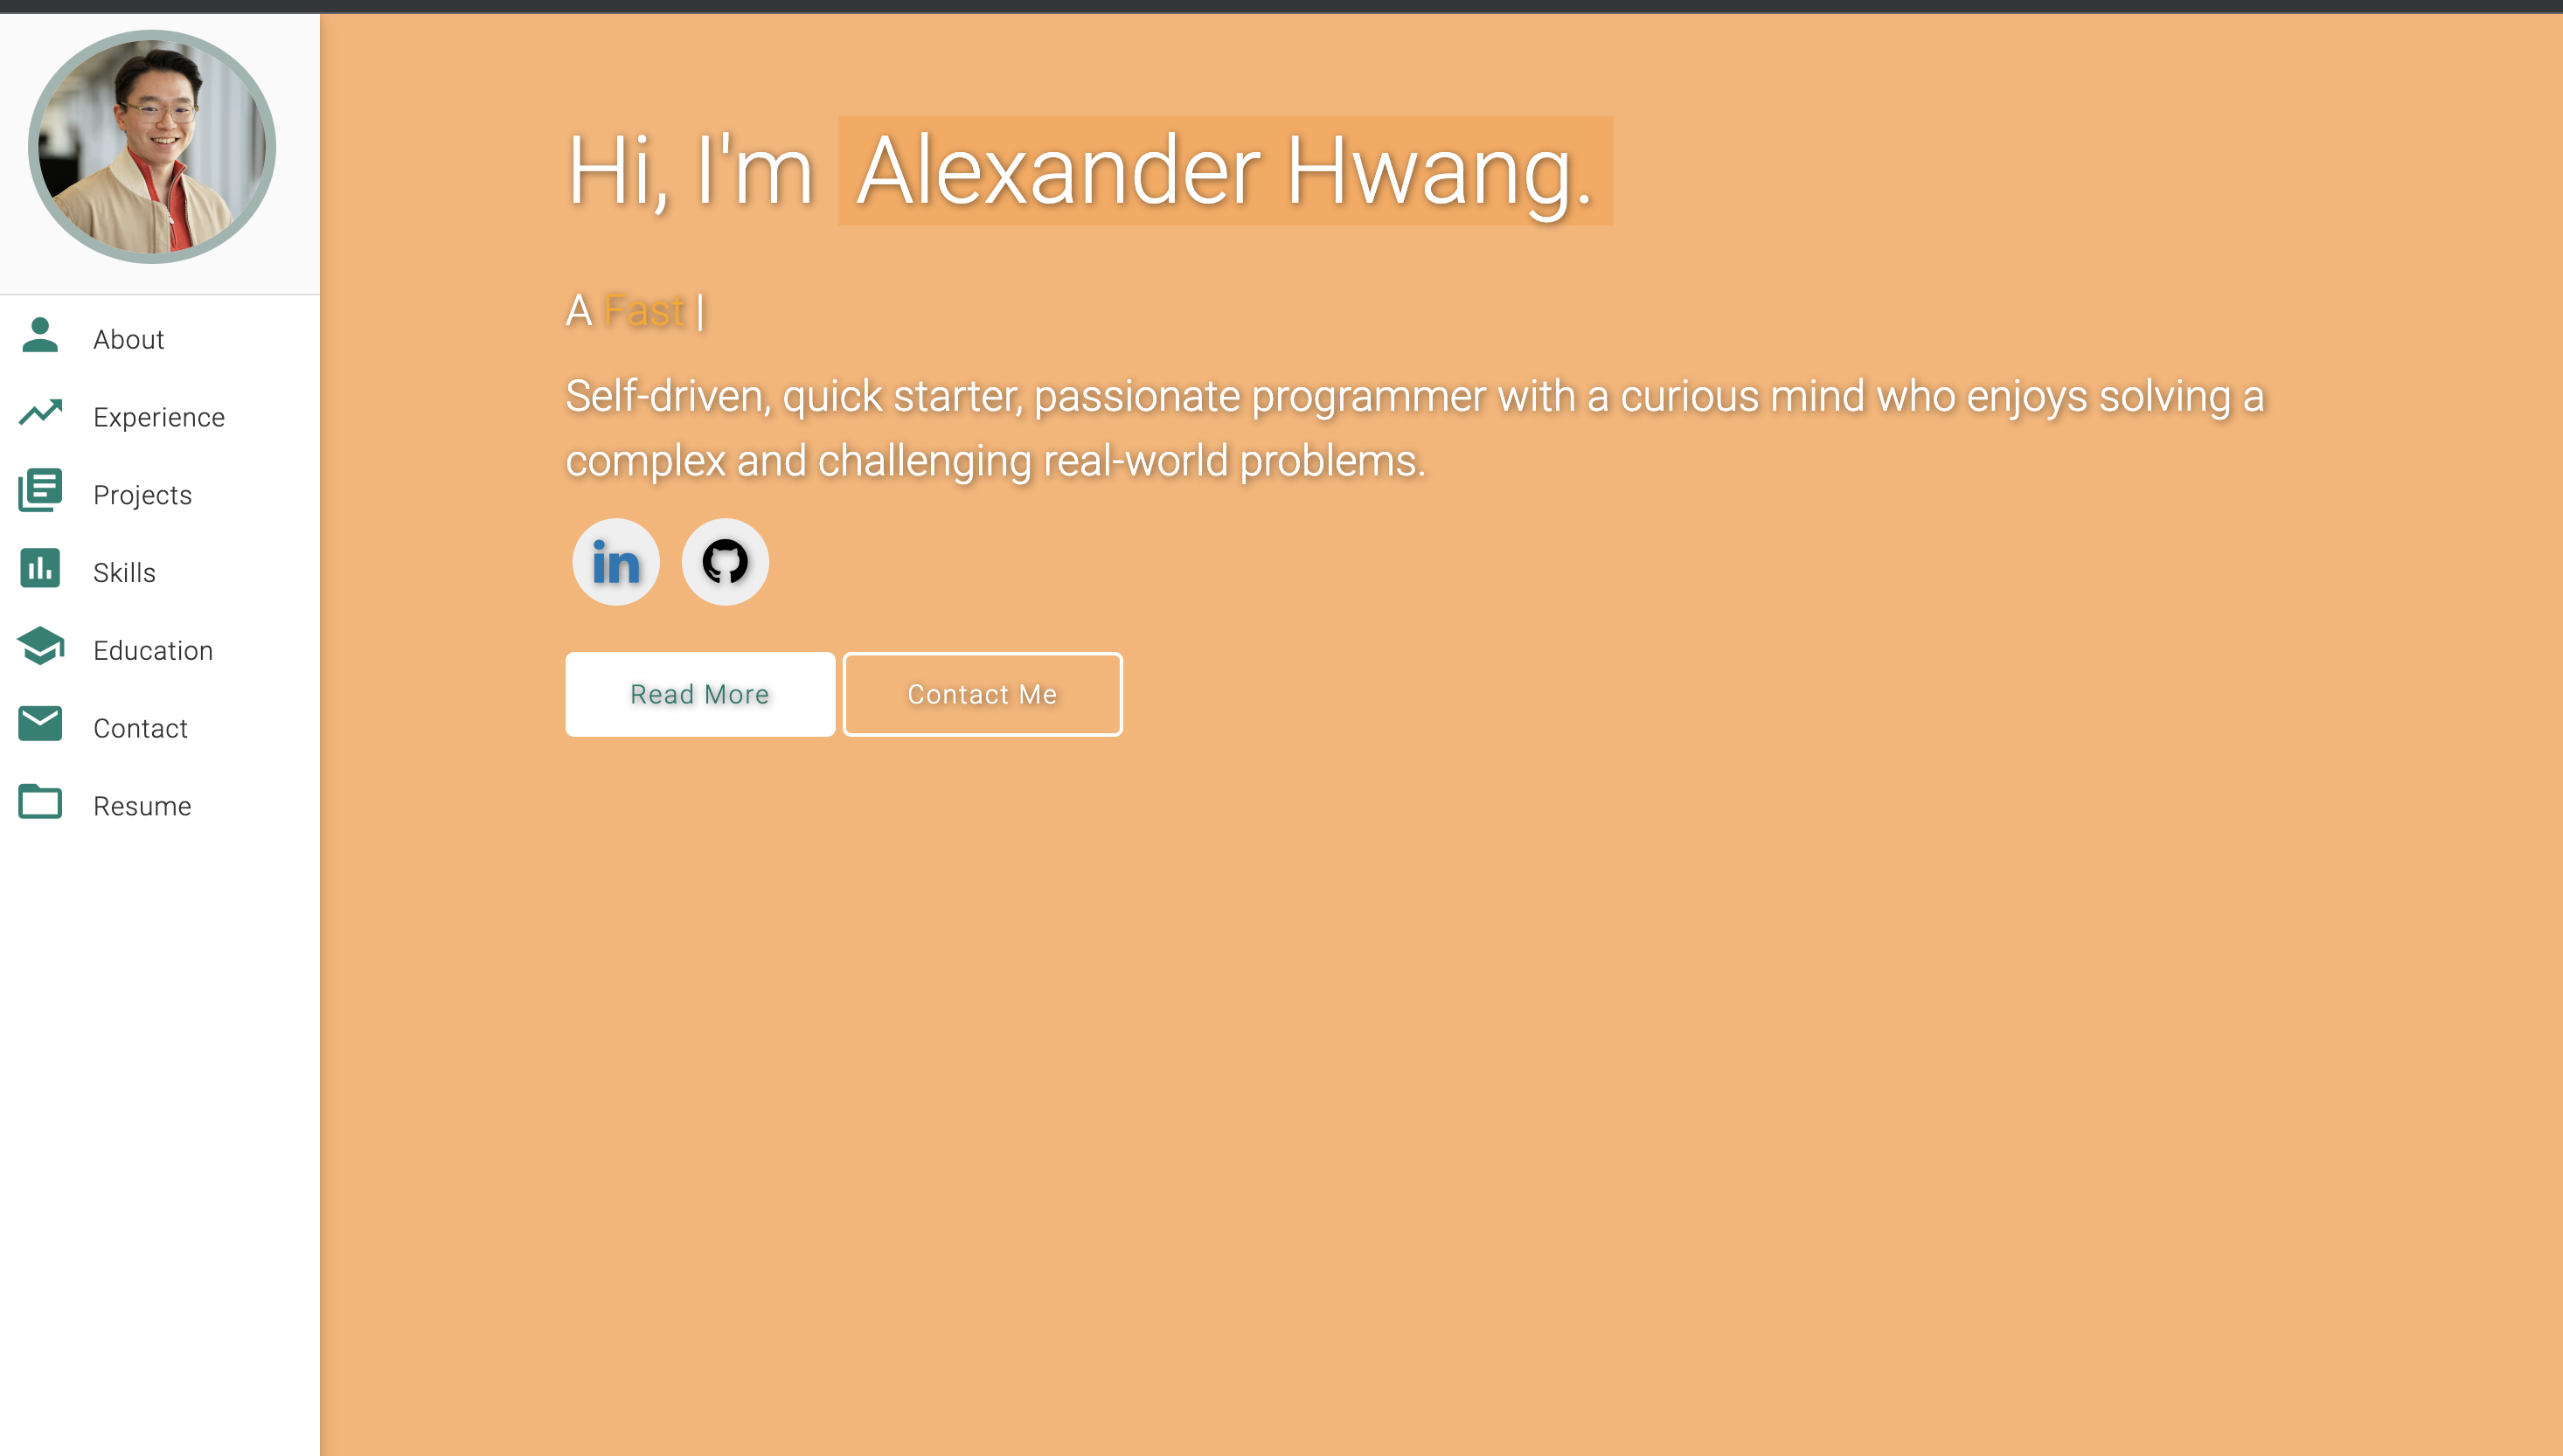 Hi, I'm Alexander Hwang.
A Fast |
Self-driven, quick starter, passionate programmer with a curious mind who enjoys solving a
complex and challenging real-world problems.
in
Read More
Contact Me
About
Experience
Projects
Skills
Education
Contact
Resume